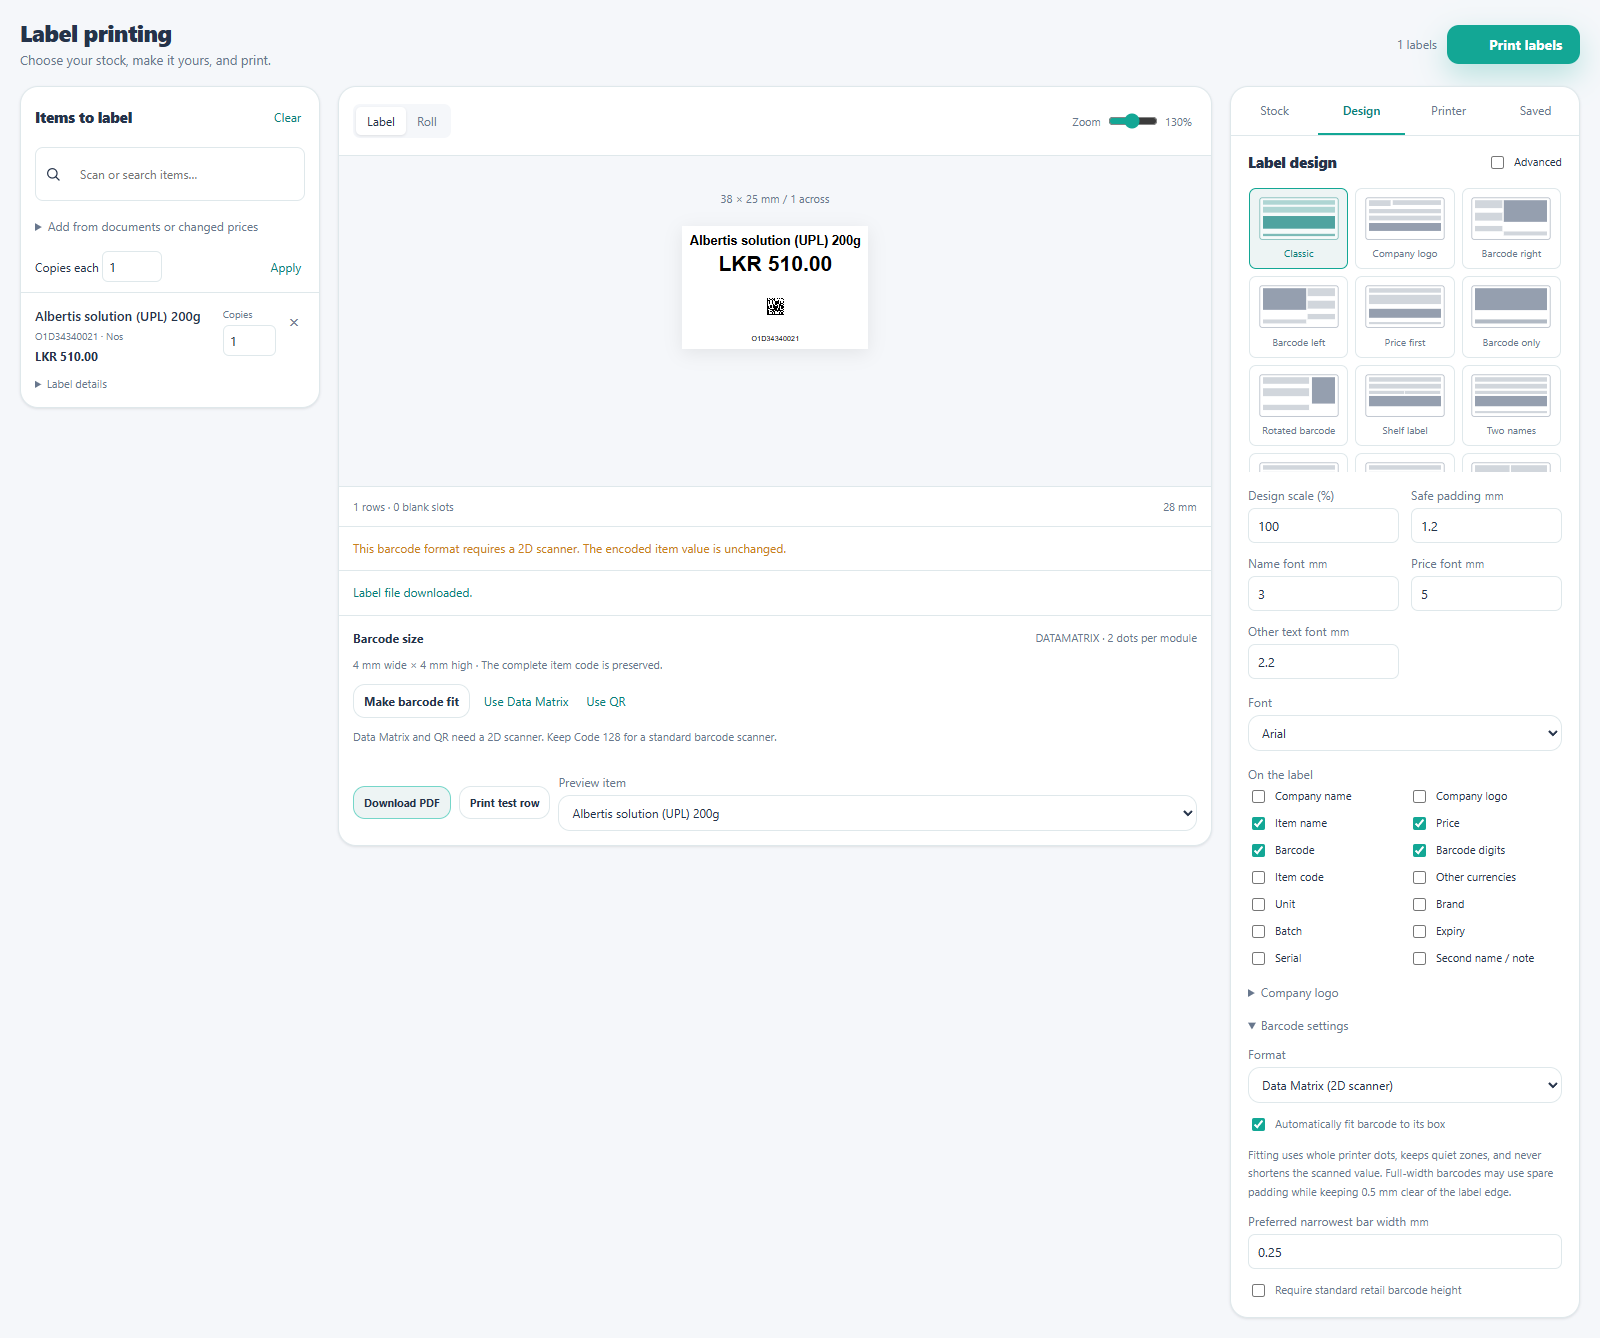 Label printing
Choose your stock, make it yours, and print.
1 labels
Print labels
Items to label
Clear
Scan or search items...
Add from documents or changed prices
Copies each
1
Apply
Albertis solution (UPL) 200g
Copies
O1D34340021 · Nos
1
×
LKR 510.00
Label details
Label
Roll
Zoom
130%
38 × 25 mm / 1 across
Albertis solution (UPL) 200g
LKR 510.00
O1D34340021
1 rows · 0 blank slots
28 mm
This barcode format requires a 2D scanner. The encoded item value is unchanged.
Label file downloaded.
Barcode size
DATAMATRIX · 2 dots per module
4 mm wide × 4 mm high · The complete item code is preserved.
Make barcode fit
Use Data Matrix
Use QR
Data Matrix and QR need a 2D scanner. Keep Code 128 for a standard barcode scanner.
Preview item
Download PDF
Print test row
Albertis solution (UPL) 200g
Stock
Design
Printer
Saved
Label design
Advanced
Classic
Company logo
Barcode right
Barcode left
Price first
Barcode only
Rotated barcode
Shelf label
Two names
Design scale (%)
Safe padding mm
100
1.2
Name font mm
Price font mm
3
5
Other text font mm
2.2
Font
Arial
On the label
Company name
Company logo
Item name
Price
Barcode
Barcode digits
Item code
Other currencies
Unit
Brand
Batch
Expiry
Serial
Second name / note
Company logo
Barcode settings
Format
Data Matrix (2D scanner)
Automatically fit barcode to its box
Fitting uses whole printer dots, keeps quiet zones, and never
shortens the scanned value. Full-width barcodes may use spare
padding while keeping 0.5 mm clear of the label edge.
Preferred narrowest bar width mm
0.25
Require standard retail barcode height